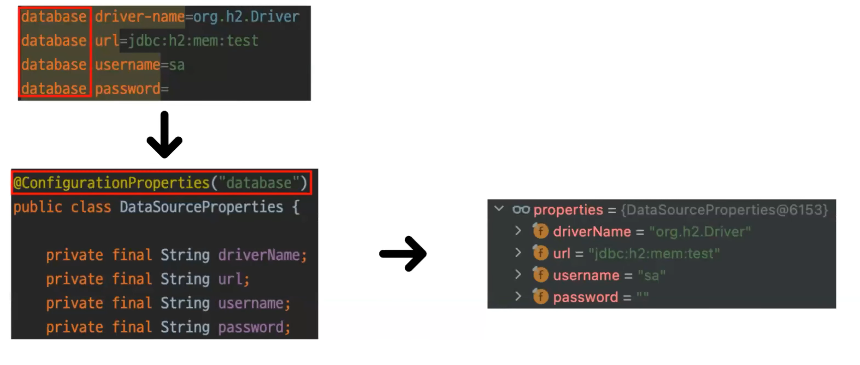 database driver-name=org.h2.Driver
database url=jdbc:h2:mem:test
database username=sa
database password=
@ConfigurationProperties("database")
public class DataSourceProperties {
private final String driverName;
private final String url;
private final String username;
private final String password;
properties = {DataSourceProperties@6153}
f driverName = "org.h2.Driver"
f url = "jdbc:h2:mem:test"
f username = "sa"
f password = ""